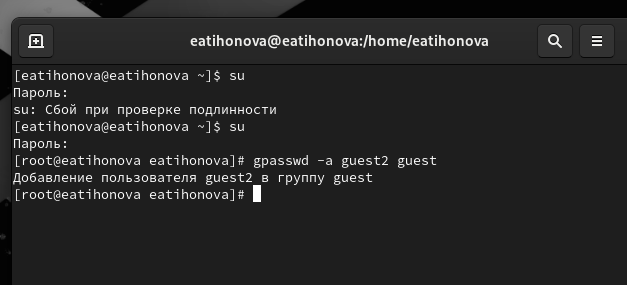 eatihonova@eatihonova:/home/eatihonova
[eatihonova@eatihonova ~]$ su
Пароль:
su: Сбой при проверке подлинности
[eatihonova@eatihonova ~]$ su
Пароль:
[root@eatihonova eatihonova]# gpasswd -a guest2 guest
Добавление пользователя guest2 в группу guest
[root@eatihonova eatihonova]#